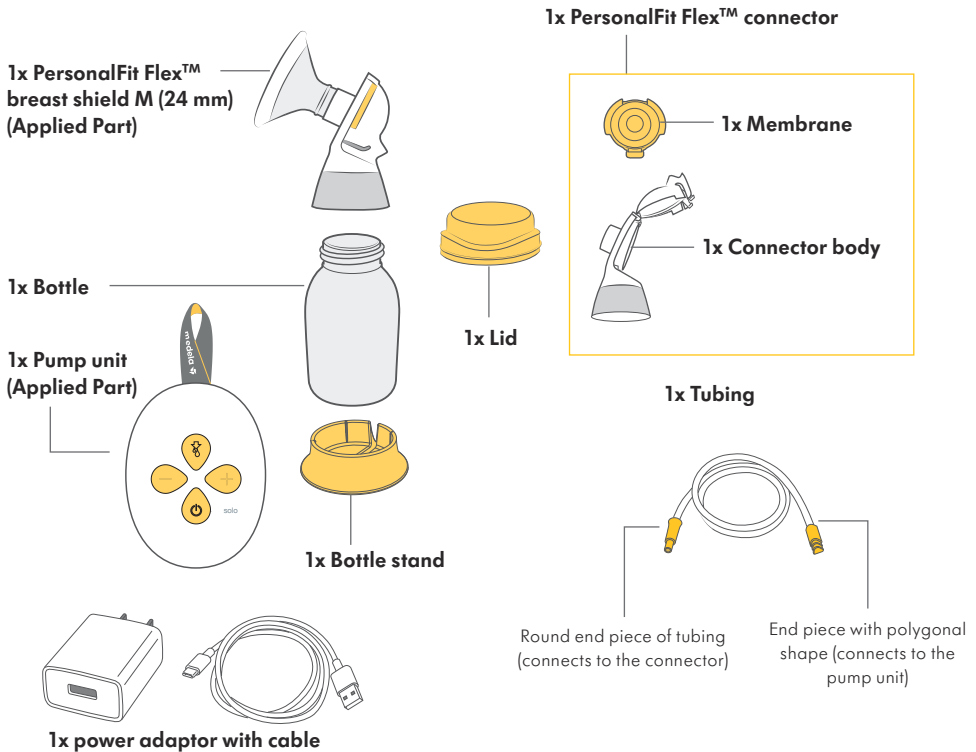 1x PersonalFit Flex™ connector
1x PersonalFit Flex™
breast shield M (24 mm)
(Applied Part)
1x Membrane
1x Connector body
1x Bottle
1x Lid
medela
1x Pump unit
(Applied Part)
solo
1x Bottle stand
1x Tubing
Round end piece of tubing
(connects to the connector)
End piece with polygonal
shape (connects to the
pump unit)
1x power adaptor with cable